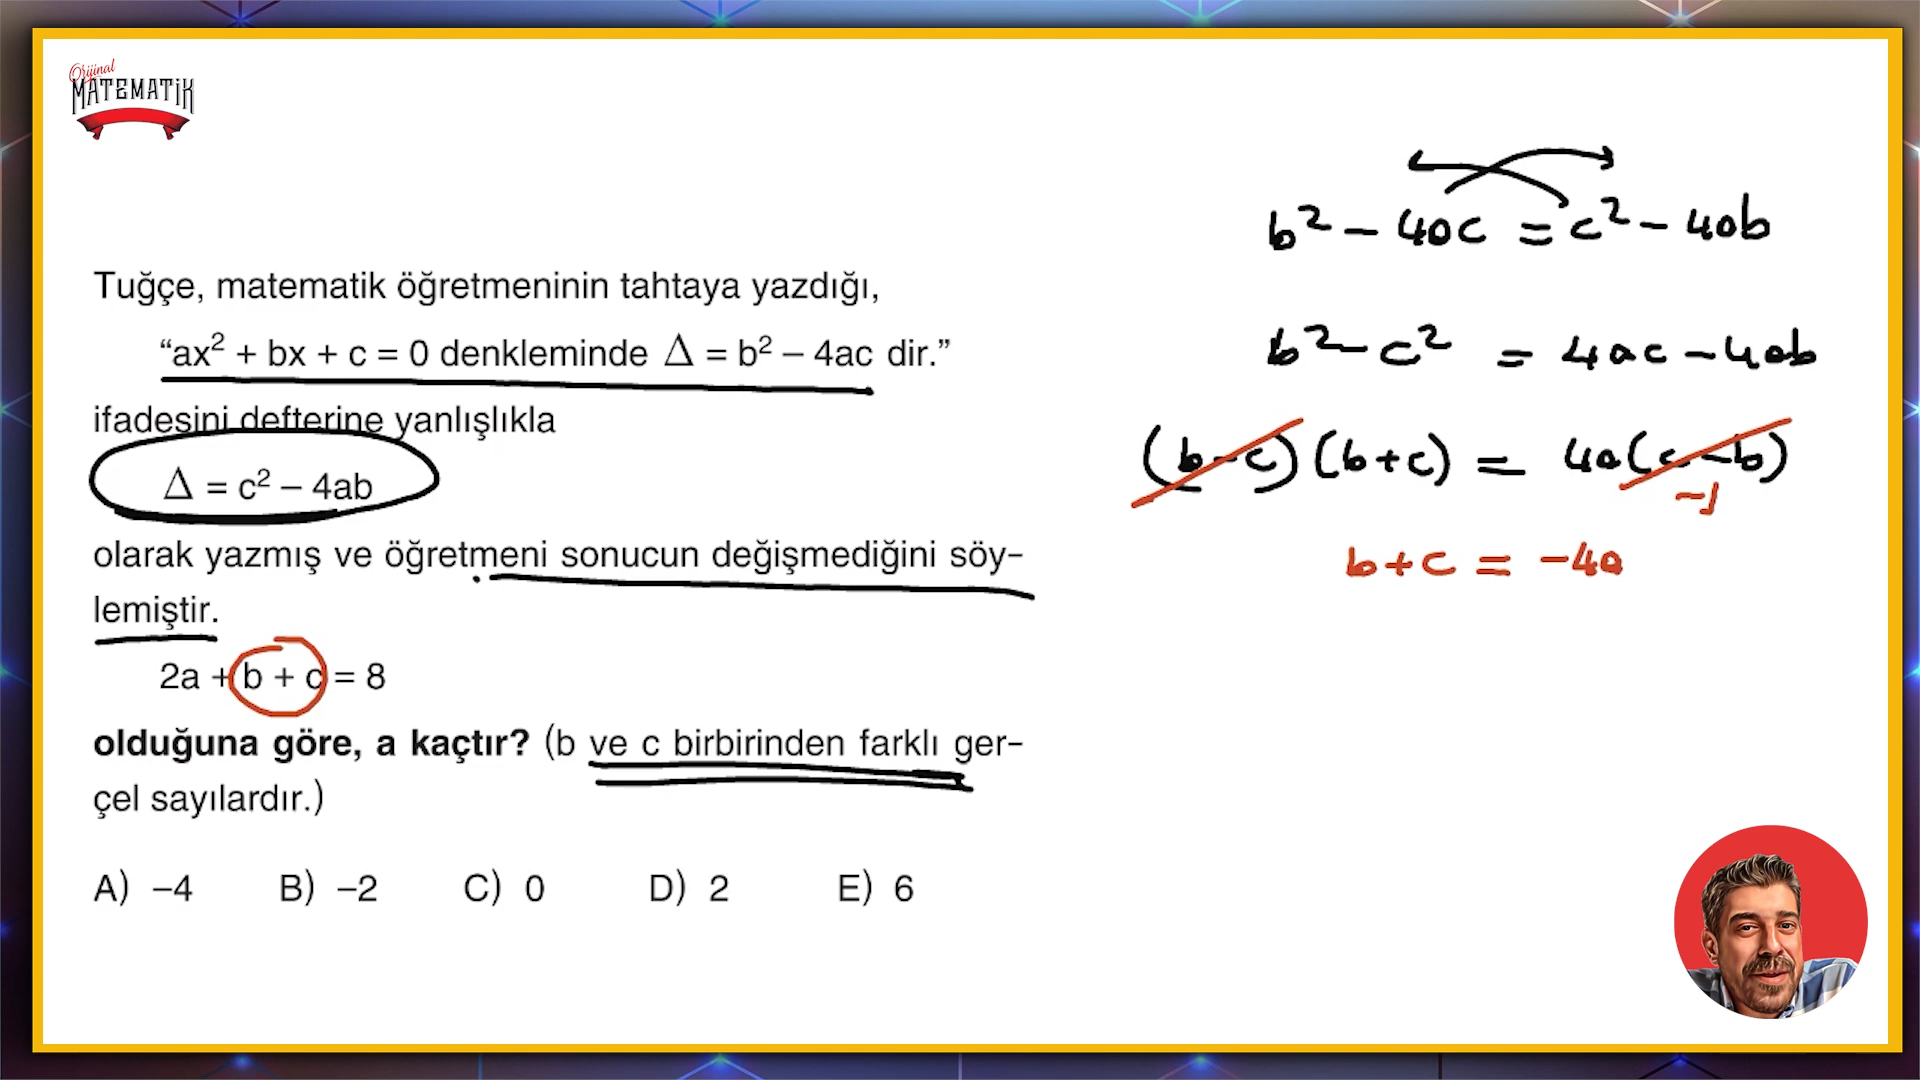 Orijinal
MATEMATİK
Tuğçe, matematik öğretmeninin tahtaya yazdığı,
“ax² + bx + c = 0 denkleminde Δ = b² – 4ac dir.”
ifadesini defterine yanlışlıkla
Δ = c² – 4ab
olarak yazmış ve öğretmeni sonucun değişmediğini söy-
lemiştir.
2a + b + c = 8
olduğuna göre, a kaçtır? (b ve c birbirinden farklı ger-
çel sayılardır.)
A) –4 B) –2 C) 0 D) 2 E) 6
b² – 4ac = c² – 4ab
b² – c² = 4ac – 4ab
(b – c) (b + c) = 4a(c – b)
–1
b + c = –4a